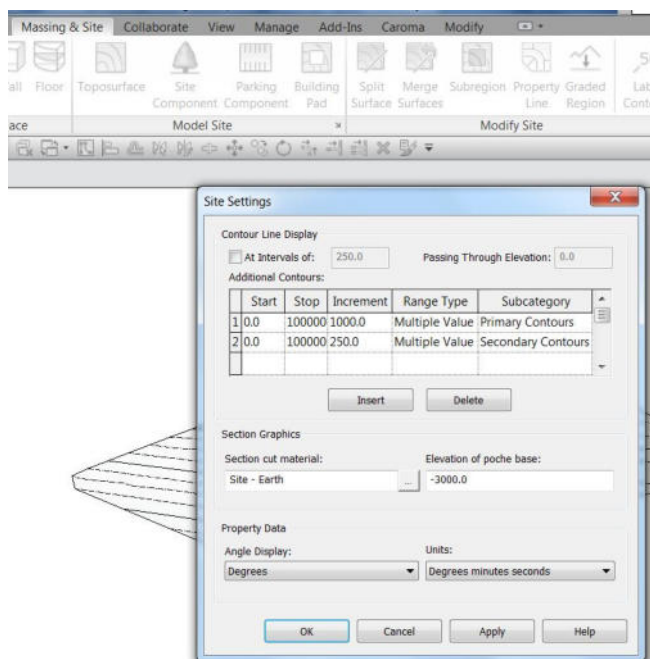 Massing & Site Collaborate View Manage Add-Ins Caroma Modify
all Floor Toposurface Site Component Parking Component Building Pad Split Surface Merge Surfaces Subregion Property Line Graded Region
ace Model Site Modify Site
Site Settings
Contour Line Display
At Intervals of: 250.0 Passing Through Elevation: 0.0
Additional Contours:
Start Stop Increment Range Type Subcategory
1 0.0 100000 1000.0 Multiple Value Primary Contours
2 0.0 100000 250.0 Multiple Value Secondary Contours
Insert Delete
Section Graphics
Section cut material: Elevation of poche base:
Site - Earth ... -3000.0
Property Data
Angle Display: Units:
Degrees Degrees minutes seconds
OK Cancel Apply Help